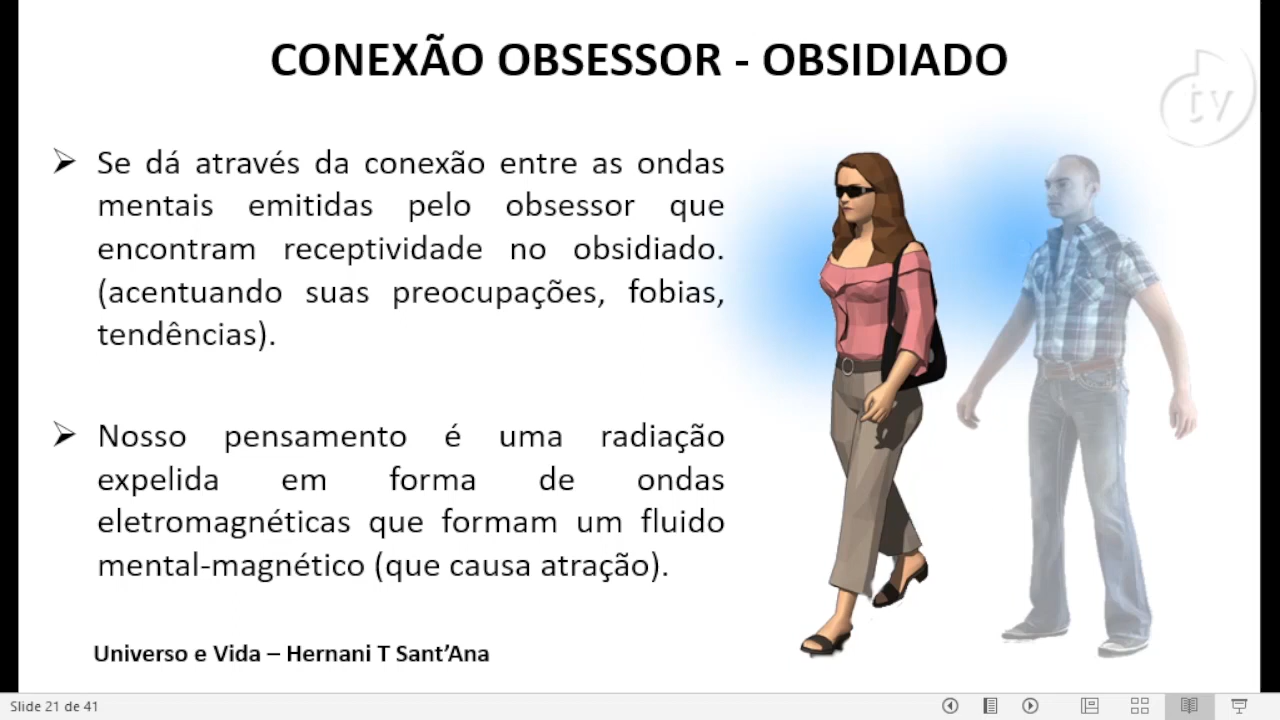 CONEXÃO OBSESSOR - OBSIDIADO
tv
Se dá através da conexão entre as ondas
mentais emitidas pelo obsessor que
encontram receptividade no obsidiado.
(acentuando suas preocupações, fobias,
tendências).
Nosso pensamento é uma radiação
expelida em forma de ondas
eletromagnéticas que formam um fluido
mental-magnético (que causa atração).
Universo e Vida – Hernani T Sant’Ana
Slide 21 de 41